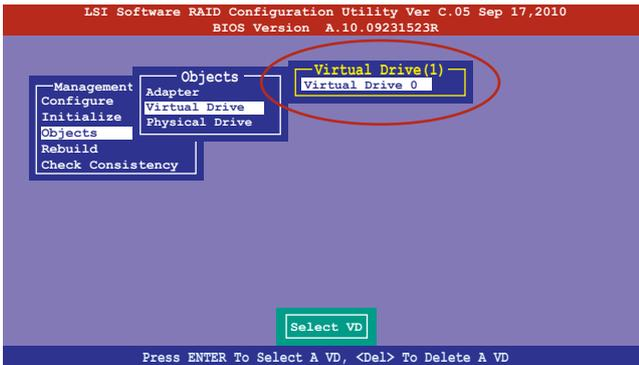 LSI Software RAID Configuration Utility Ver C.05 Sep 17,2010
BIOS Version A.10.09231523R
Management
Configure
Initialize
Objects
Rebuild
Check Consistency
Objects
Adapter
Virtual Drive
Physical Drive
Virtual Drive(1)
Virtual Drive 0
Select VD
Press ENTER To Select A VD, <Del> To Delete A VD